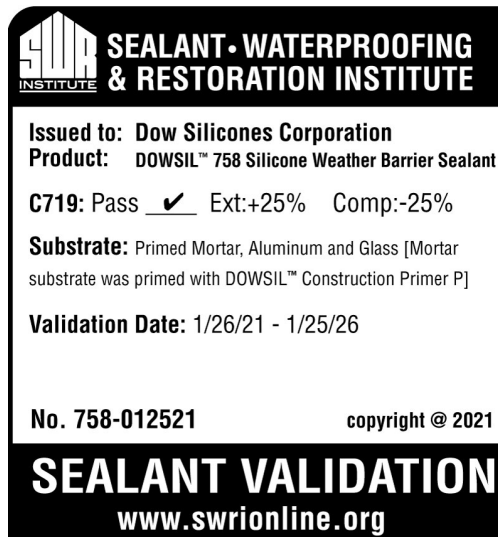 SWR
INSTITUTE
SEALANT • WATERPROOFING
& RESTORATION INSTITUTE
Issued to: Dow Silicones Corporation
Product: DOWSIL™ 758 Silicone Weather Barrier Sealant
C719: Pass ✔ Ext:+25% Comp:-25%
Substrate: Primed Mortar, Aluminum and Glass [Mortar
substrate was primed with DOWSIL™ Construction Primer P]
Validation Date: 1/26/21 - 1/25/26
No. 758-012521 copyright @ 2021
SEALANT VALIDATION
www.swrionline.org